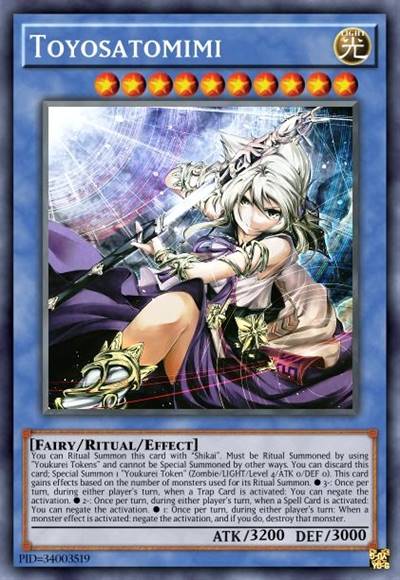 TOYOSATOMIMI
LIGHT
光
[FAIRY/RITUAL/EFFECT]
You can Ritual Summon this card with "Shikai". Must be Ritual Summoned by using
"Youkurei Tokens" and cannot be Special Summoned by other ways. You can discard this
card; Special Summon 1 "Youkurei Token" (Zombie/LIGHT/Level 4/ATK 0/DEF 0). This card
gains effects based on the number of monsters used for its Ritual Summon. ● 3-: Once per
turn, during either player's turn, when a Trap Card is activated: You can negate the
activation. ● 2-: Once per turn, during either player's turn, when a Spell Card is activated:
You can negate the activation. ● 1: Once per turn, during either player's turn: When a
monster effect is activated: negate the activation, and if you do, destroy that monster.
ATK/3200 DEF/3000
PID=34003519